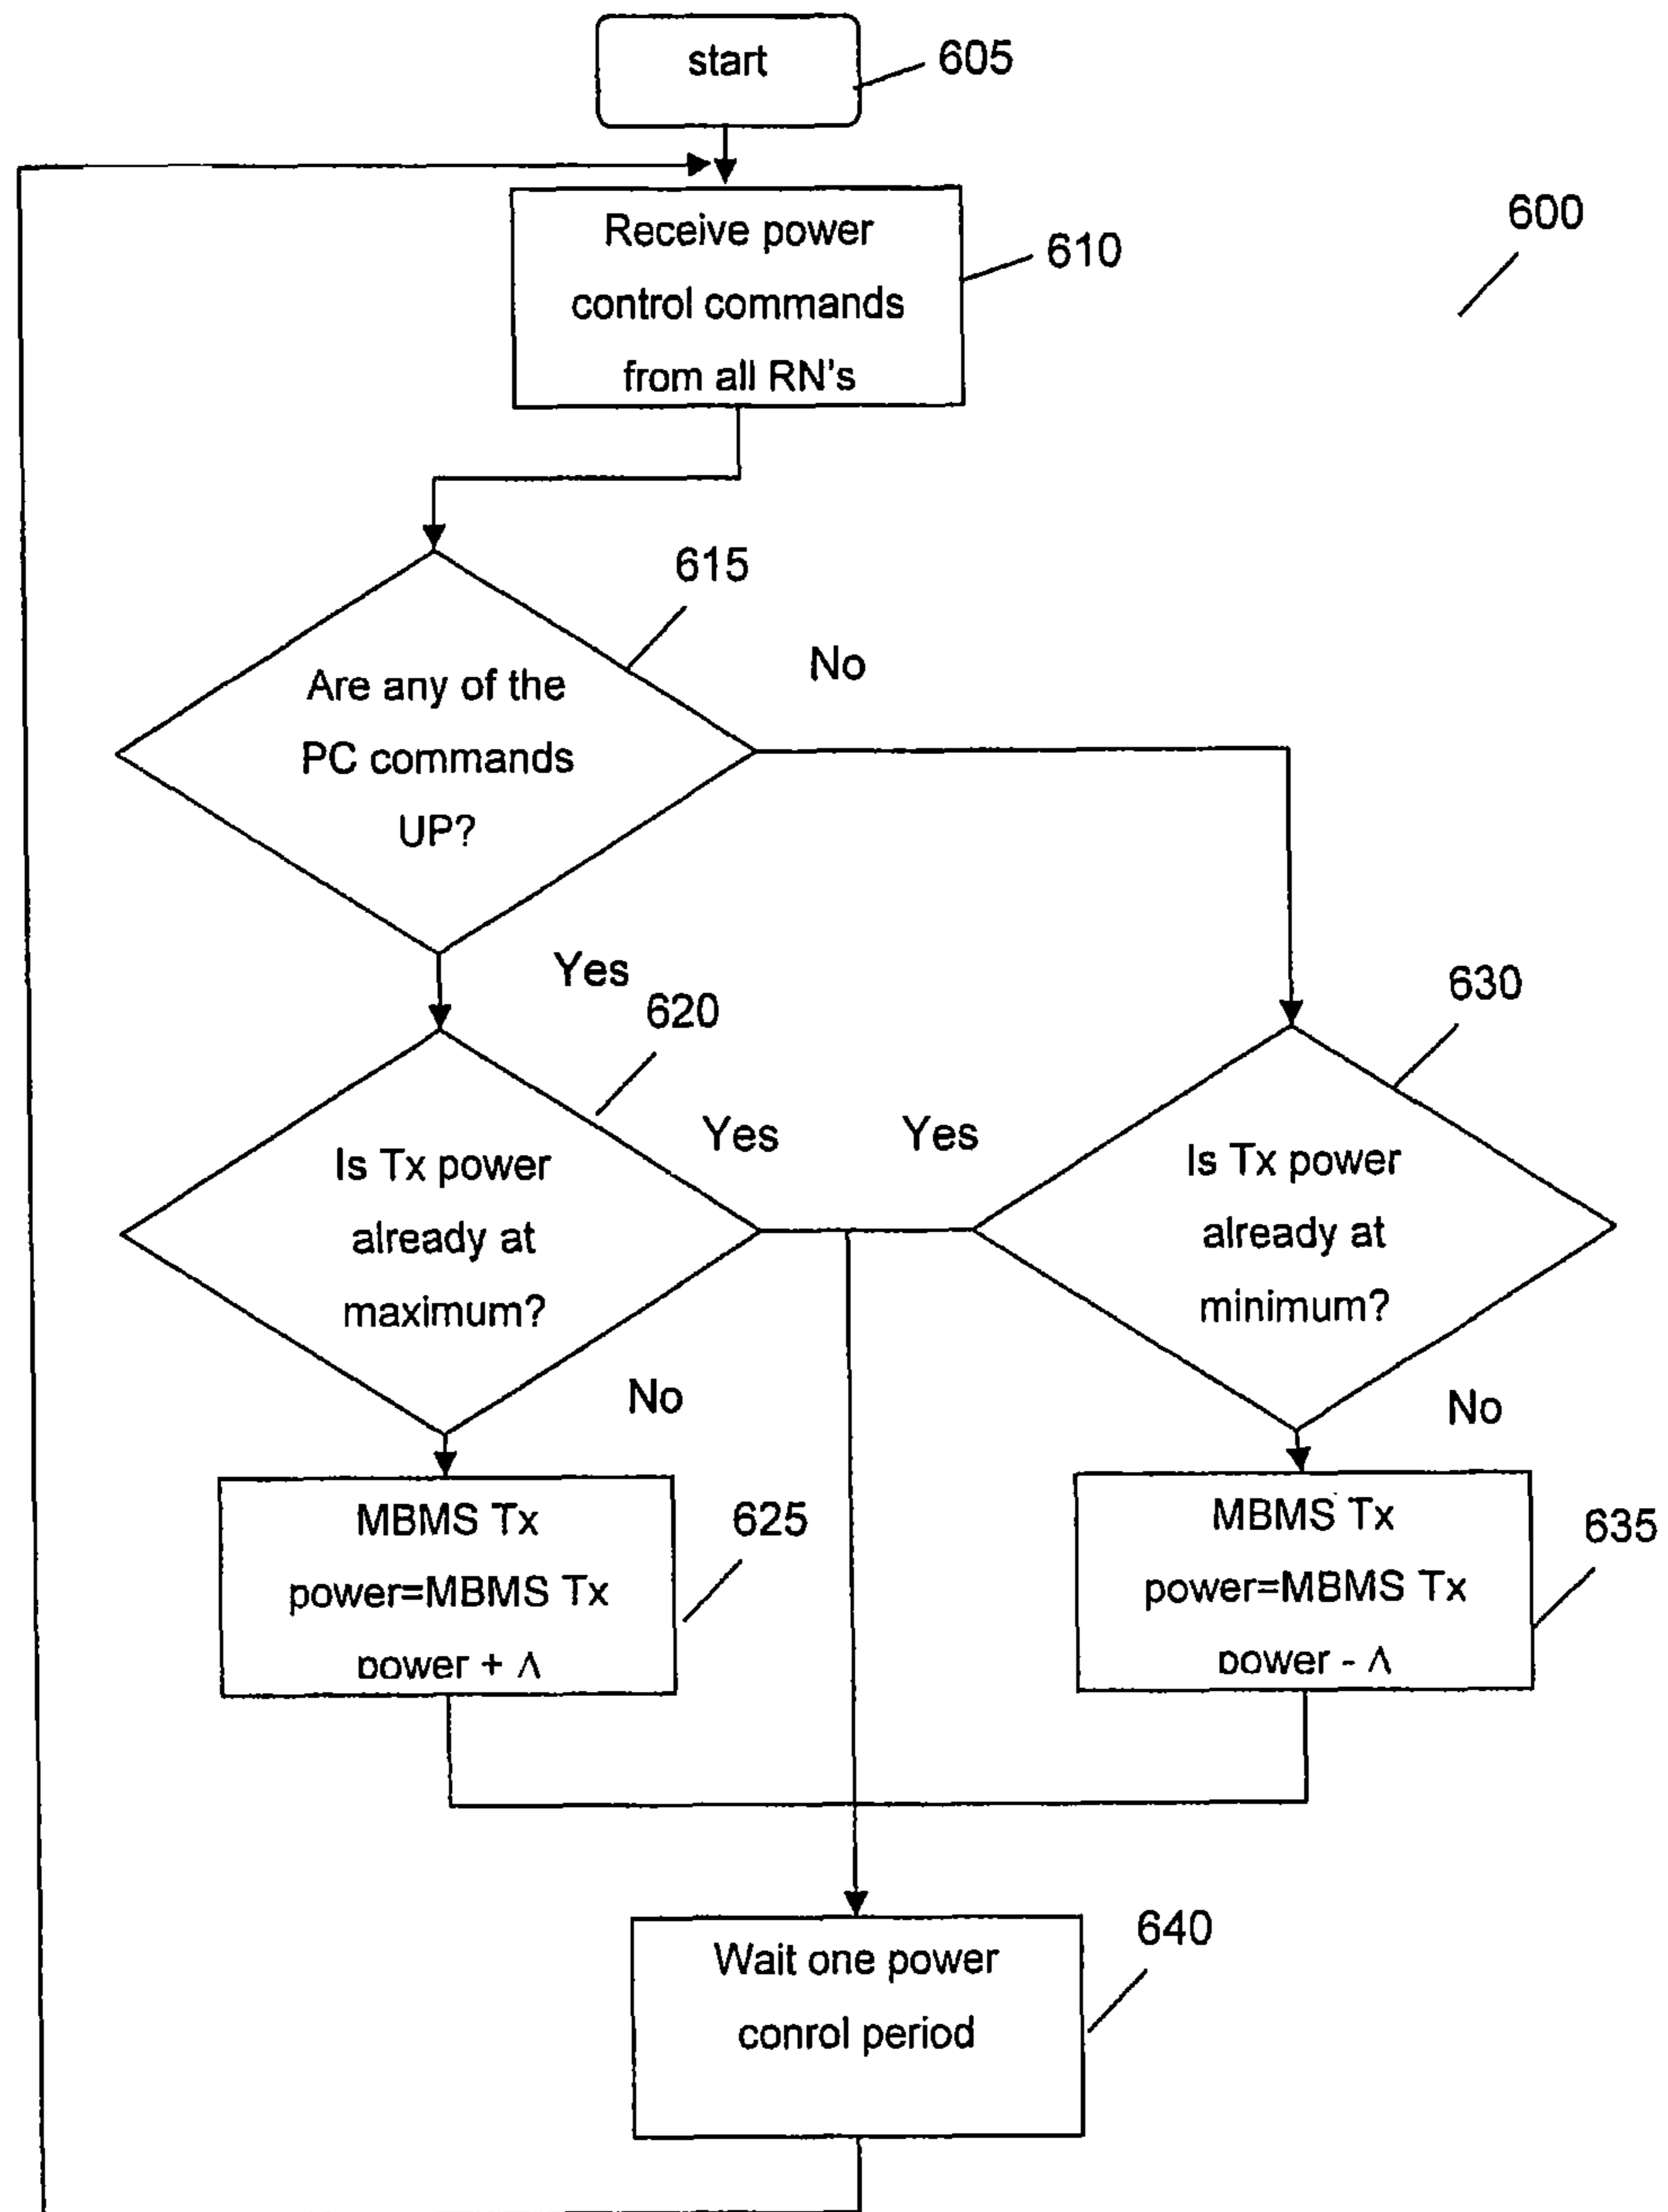 start
605
Receive power
control commands
from all RN's
610
600
615
Are any of the
PC commands
UP?
No
Yes
620
630
Is Tx power
already at
maximum?
Yes
Yes
Is Tx power
already at
minimum?
No
No
MBMS Tx
power=MBMS Tx
power + Δ
625
MBMS Tx
power=MBMS Tx
power - Δ
635
Wait one power
conrol period
640